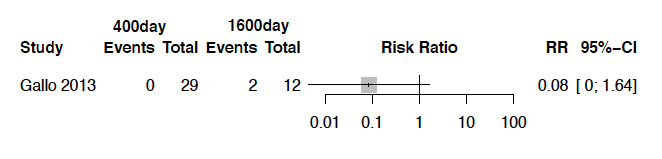 400day 1600day
Study Events Total Events Total Risk Ratio RR 95%−CI
Gallo 2013 0 29 2 12 0.08 [ 0; 1.64]
0.01 0.1 1 10 100